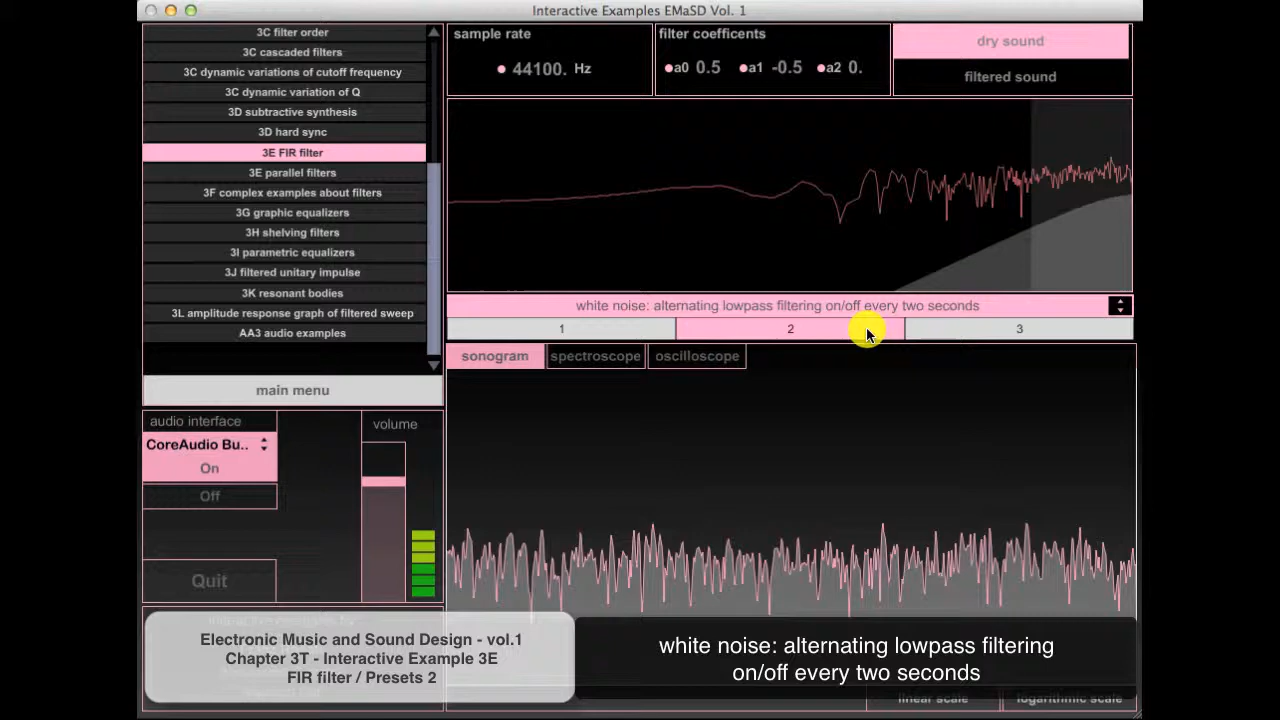 Interactive Examples EMaSD Vol. 1
3C filter order
3C cascaded filters
3C dynamic variations of cutoff frequency
3C dynamic variation of Q
3D subtractive synthesis
3D hard sync
3E FIR filter
3E parallel filters
3F complex examples about filters
3G graphic equalizers
3H shelving filters
3I parametric equalizers
3J filtered unitary impulse
3K resonant bodies
3L amplitude response graph of filtered sweep
AA3 audio examples
main menu
audio interface
CoreAudio Bu..
On
Off
Quit
volume
sample rate
44100. Hz
filter coefficents
a0 0.5 a1 -0.5 a2 0.
dry sound
filtered sound
white noise: alternating lowpass filtering on/off every two seconds
1 2 3
sonogram spectroscope oscilloscope
Electronic Music and Sound Design - vol.1
Chapter 3T - Interactive Example 3E
FIR filter / Presets 2
white noise: alternating lowpass filtering
on/off every two seconds
linear scale logarithmic scale